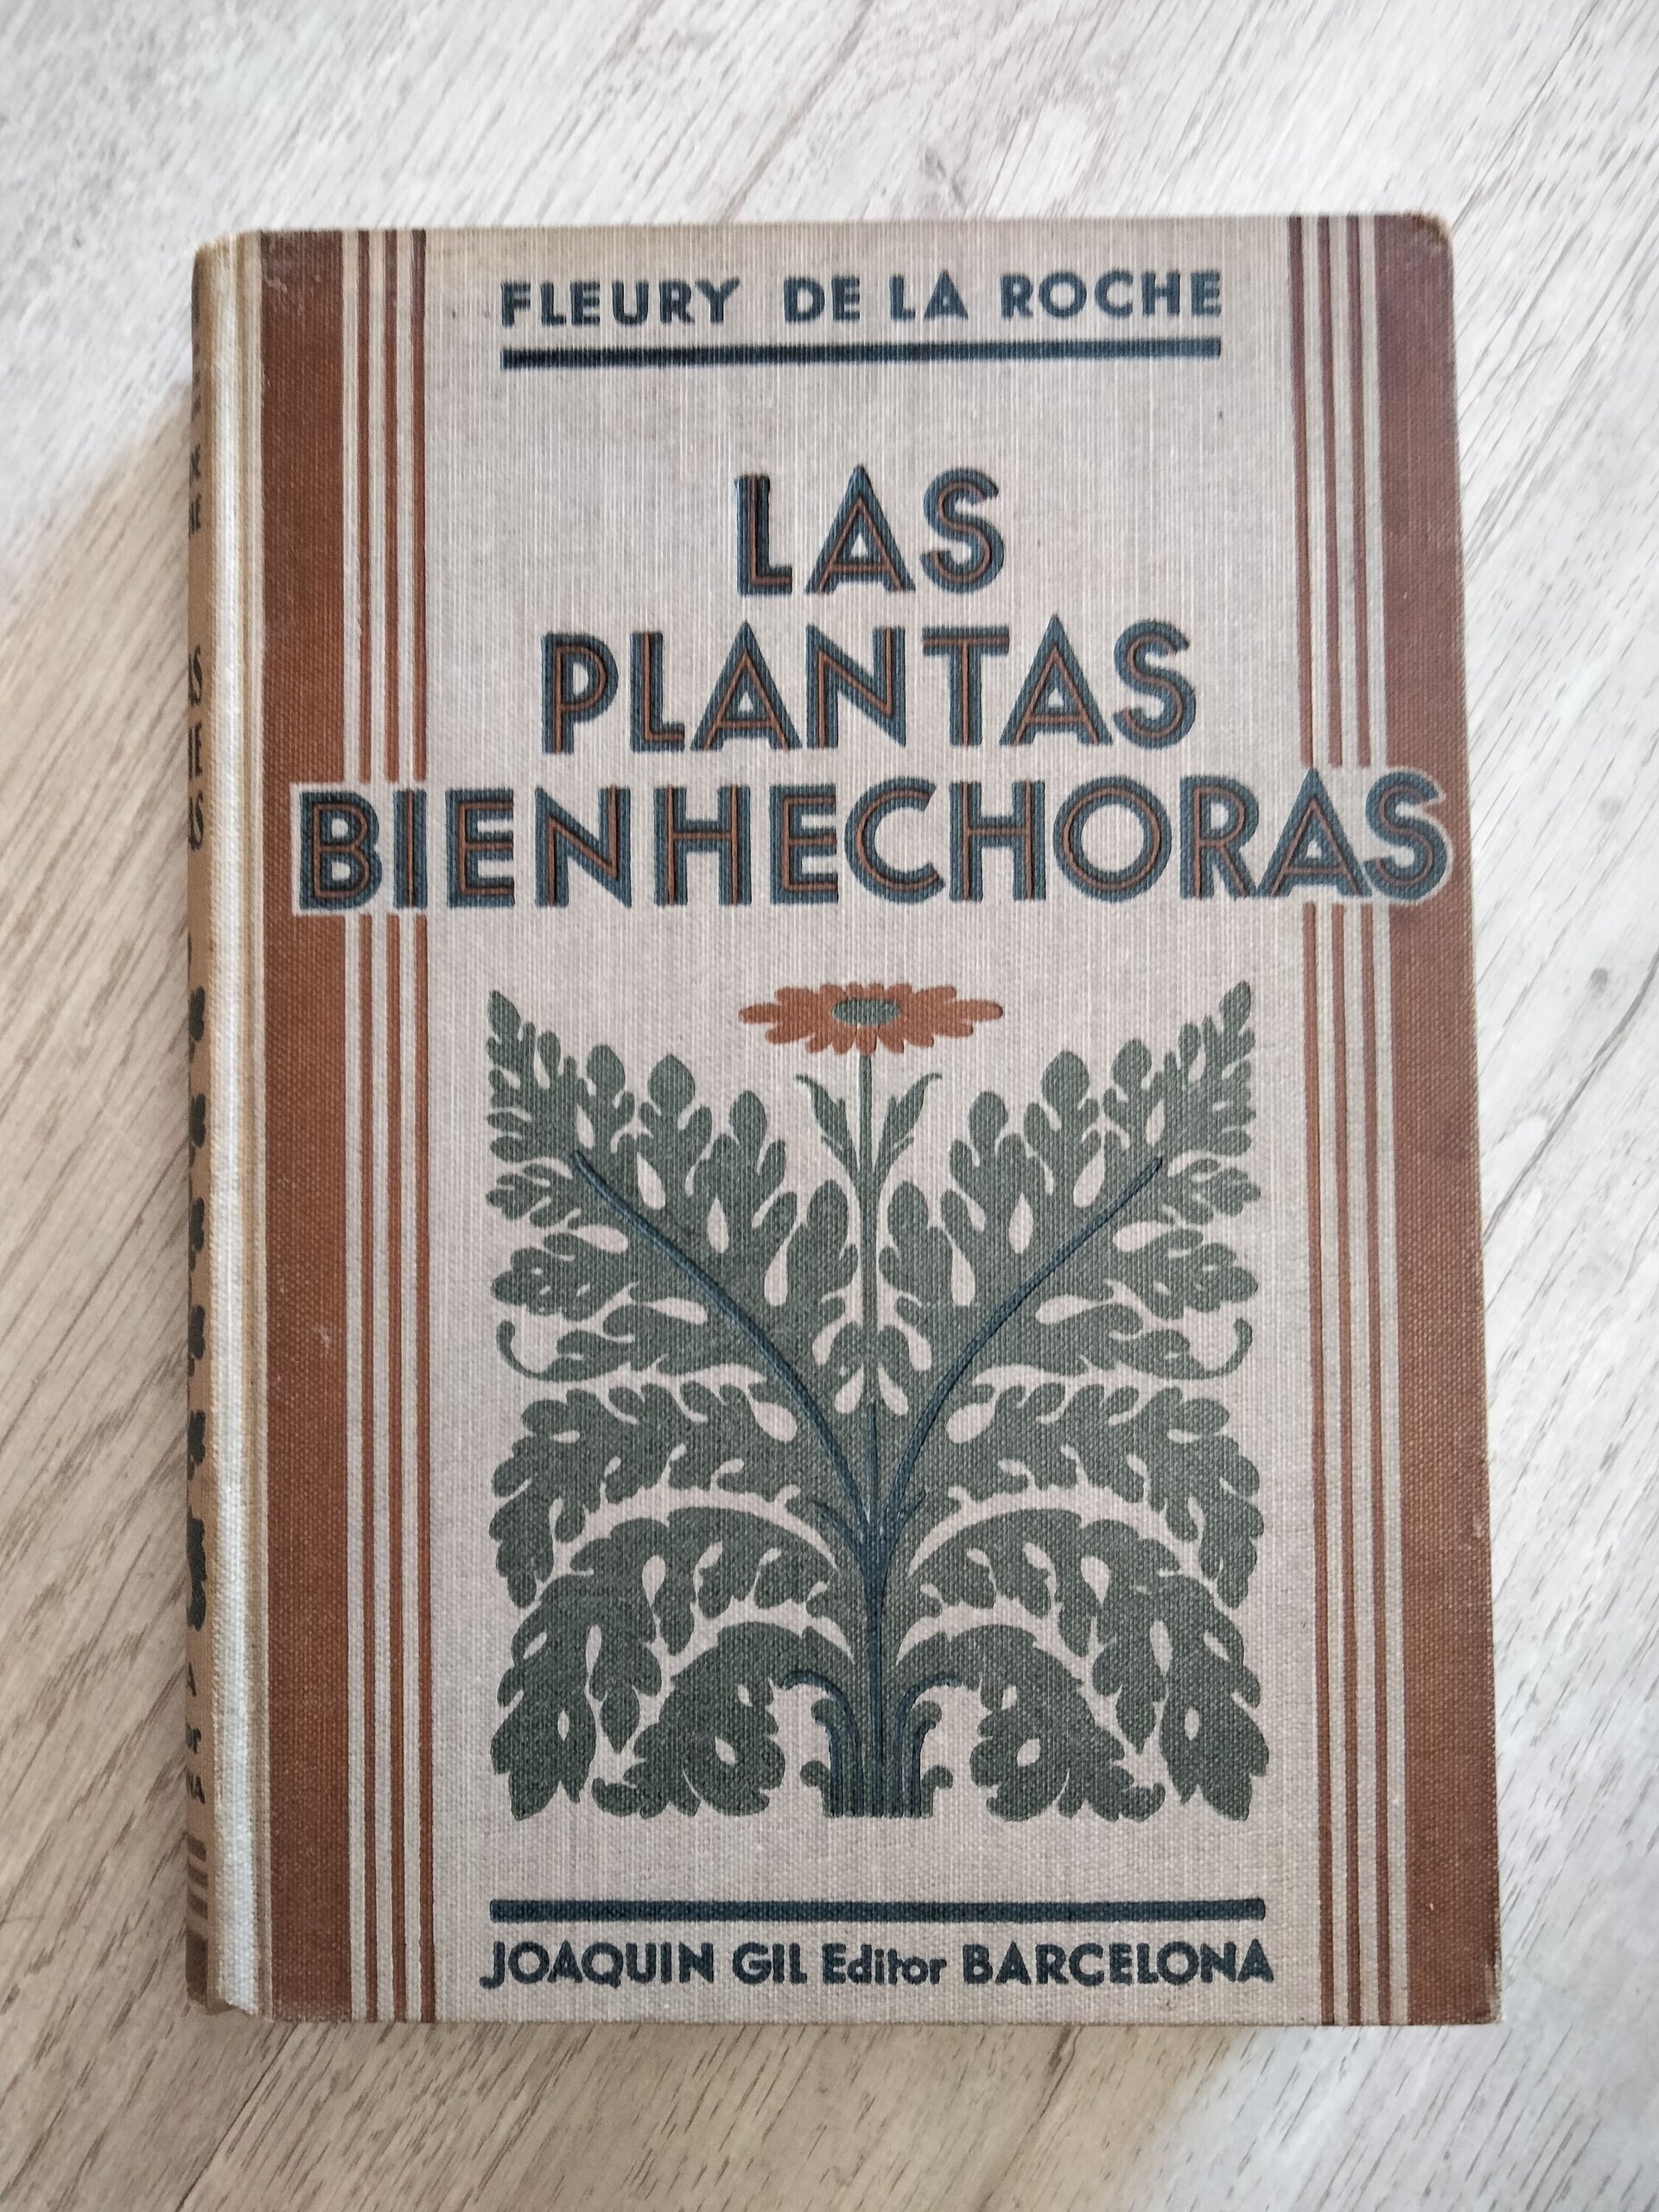 FLEURY DE LA ROCHE
LAS
PLANTAS
BIENHECHORAS
JOAQUIN GIL Editor BARCELONA